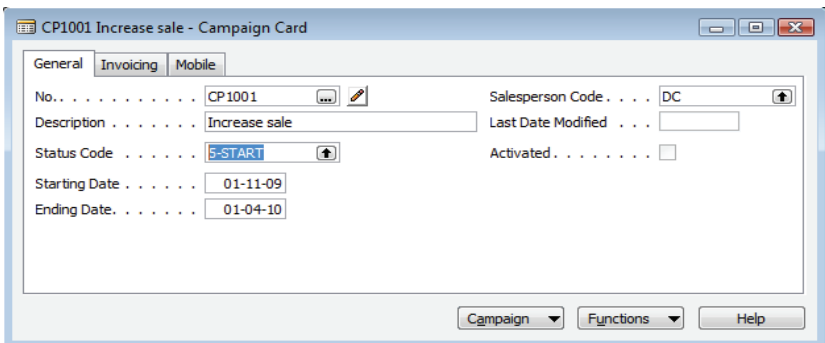 CP1001 Increase sale - Campaign Card
General Invoicing Mobile
No. . . . . . . . . . . . CP1001 ... Salesperson Code . . . . DC
Description . . . . . . . Increase sale Last Date Modified . . .
Status Code . . . . . . 5-START Activated . . . . . . . .
Starting Date . . . . . . 01-11-09
Ending Date. . . . . . . 01-04-10
Campaign Functions Help